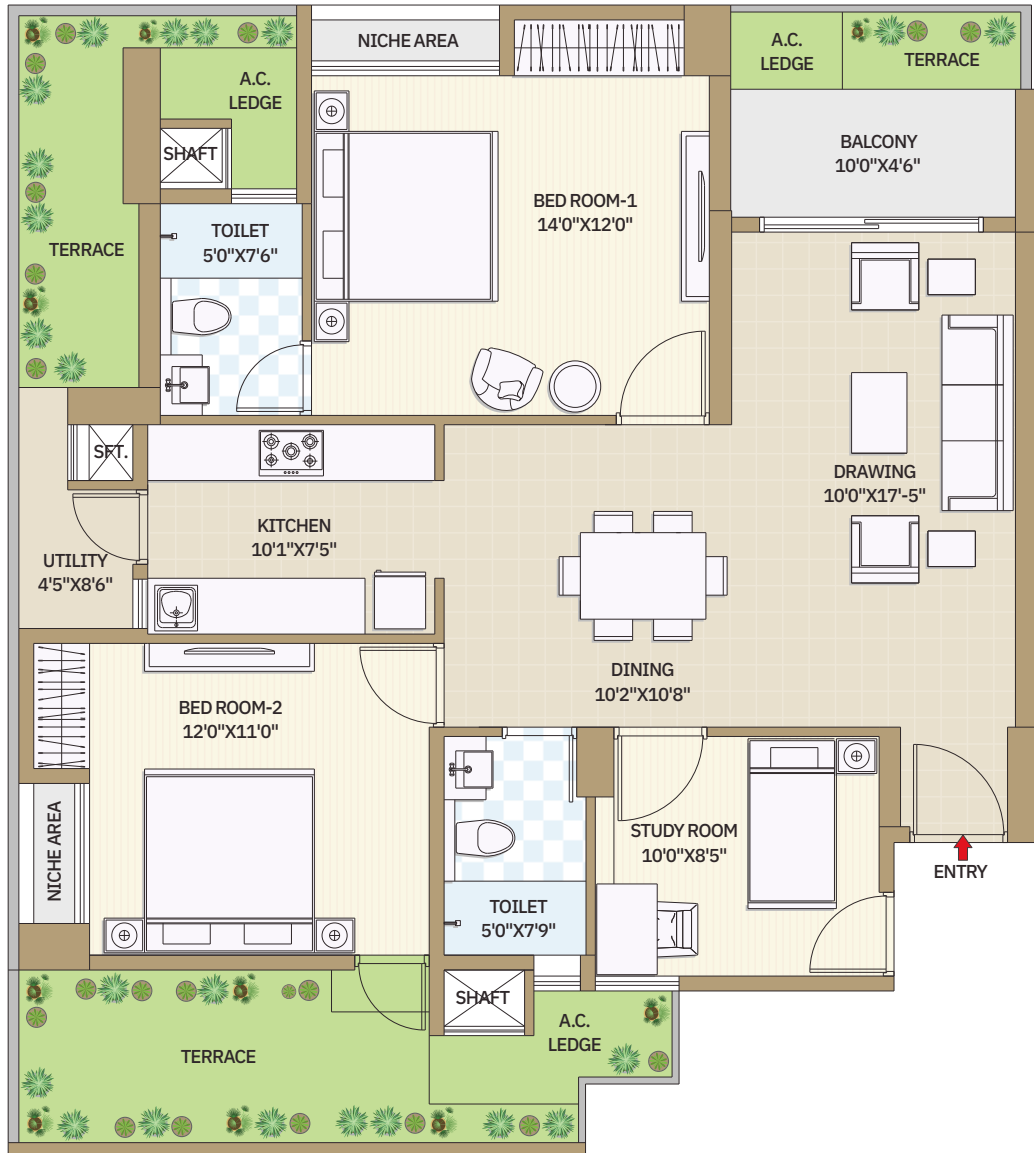 NICHE AREA
A.C.
LEDGE
TERRACE
A.C.
LEDGE
SHAFT
BALCONY
10'0"X4'6"
BED ROOM-1
14'0"X12'0"
TOILET
5'0"X7'6"
TERRACE
SFT.
DRAWING
10'0"X17'-5"
KITCHEN
10'1"X7'5"
UTILITY
4'5"X8'6"
DINING
10'2"X10'8"
BED ROOM-2
12'0"X11'0"
NICHE AREA
STUDY ROOM
10'0"X8'5"
ENTRY
TOILET
5'0"X7'9"
SHAFT
A.C.
LEDGE
TERRACE